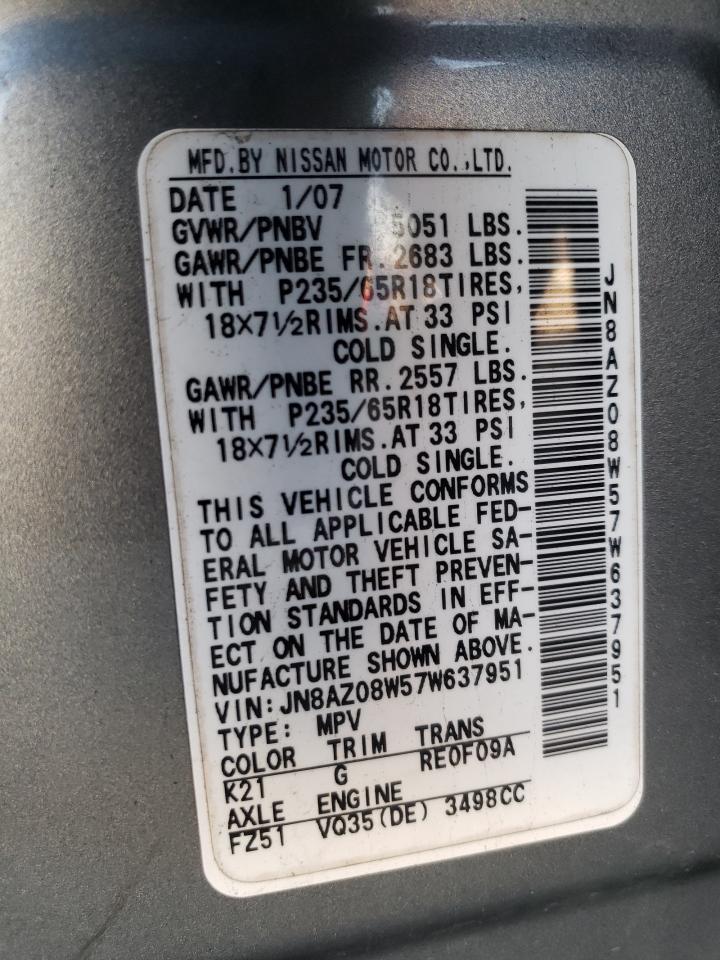 MFD.BY NISSAN MOTOR CO.,LTD.
DATE 1/07
GVWR/PNBV 5051 LBS.
GAWR/PNBE FR.2683 LBS.
WITH P235/65R18TIRES,
18X7½RIMS.AT 33 PSI
COLD SINGLE.
GAWR/PNBE RR.2557 LBS.
WITH P235/65R18TIRES,
18X7½RIMS.AT 33 PSI
COLD SINGLE.
THIS VEHICLE CONFORMS
TO ALL APPLICABLE FED-
ERAL MOTOR VEHICLE SA-
FETY AND THEFT PREVEN-
TION STANDARDS IN EFF-
ECT ON THE DATE OF MA-
NUFACTURE SHOWN ABOVE.
VIN:JN8AZ08W57W637951
TYPE: MPV
COLOR TRIM TRANS
K21 G RE0F09A
AXLE ENGINE
FZ51 VQ35(DE) 3498CC
JN8AZ08W57W637951